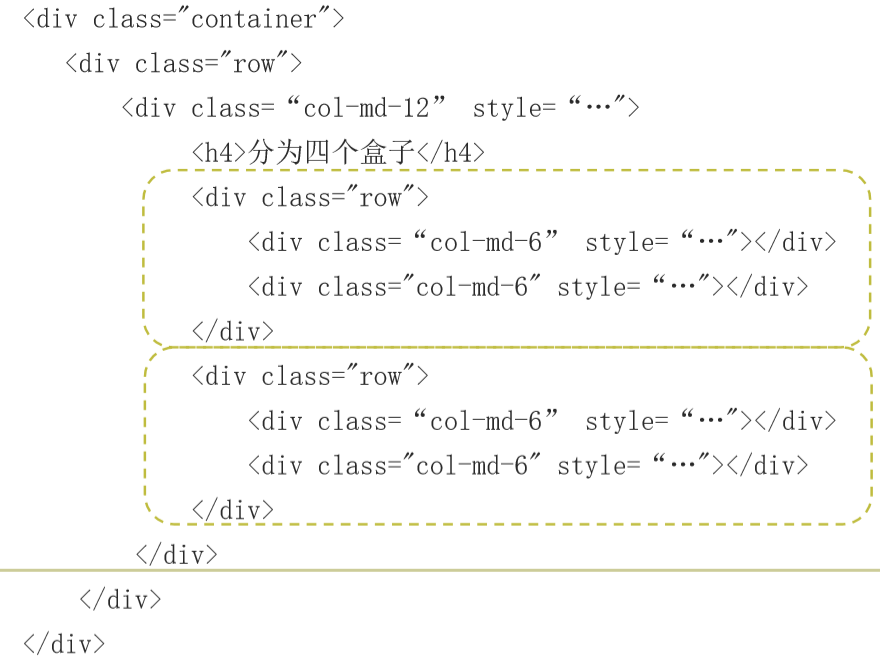 <div class="container">
<div class="row">
<div class=“col-md-12” style=“…">
<h4>分为四个盒子</h4>
<div class="row">
<div class=“col-md-6” style=“…"></div>
<div class="col-md-6" style=“…"></div>
</div>
<div class="row">
<div class=“col-md-6” style=“…"></div>
<div class="col-md-6" style=“…"></div>
</div>
</div>
</div>
</div>